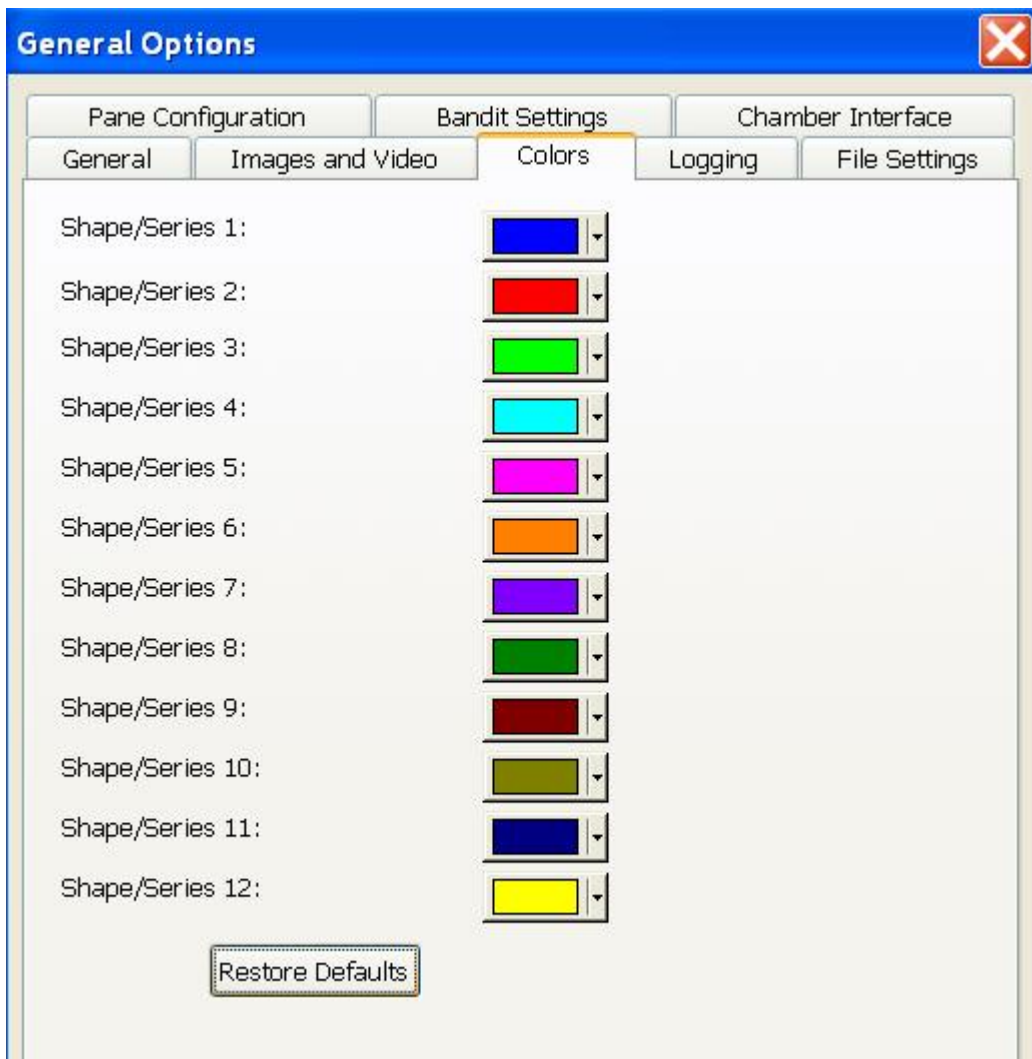 General Options
Pane Configuration Bandit Settings Chamber Interface
General Images and Video Colors Logging File Settings
Shape/Series 1:
Shape/Series 2:
Shape/Series 3:
Shape/Series 4:
Shape/Series 5:
Shape/Series 6:
Shape/Series 7:
Shape/Series 8:
Shape/Series 9:
Shape/Series 10:
Shape/Series 11:
Shape/Series 12:
Restore Defaults